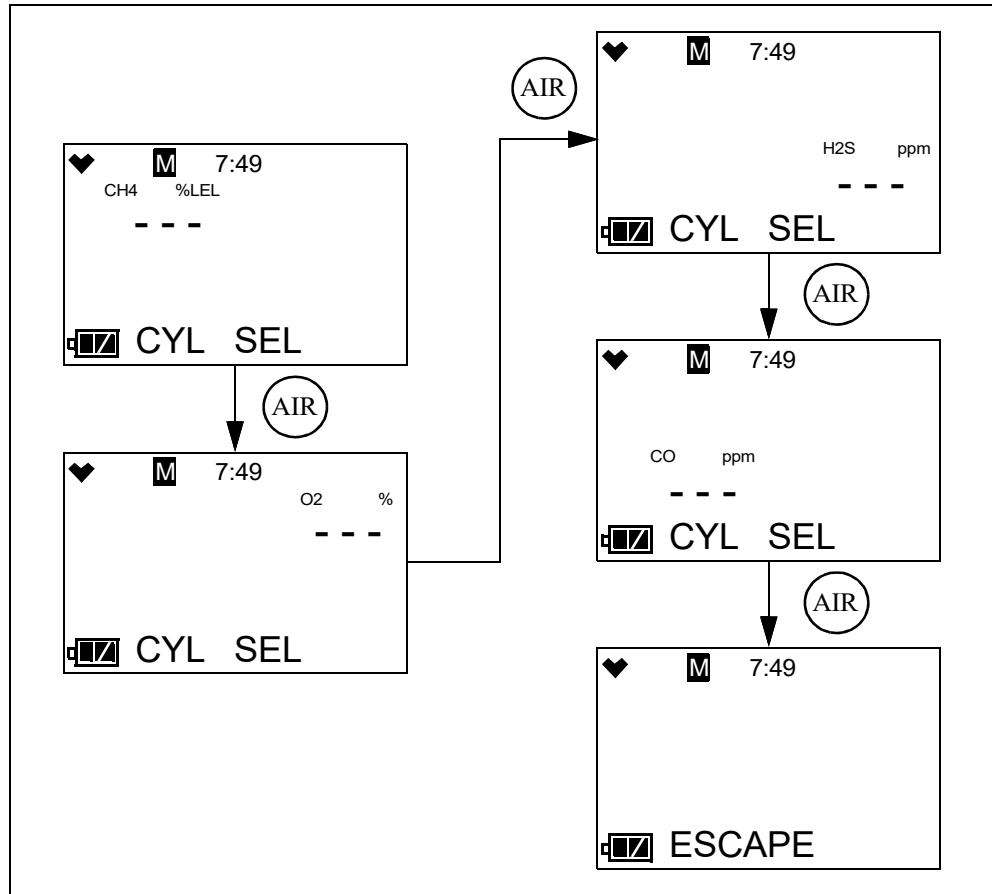 M 7:49
CH4 %LEL
- - -
CYL SEL
AIR
M 7:49
O2 %
- - -
CYL SEL
AIR
M 7:49
H2S ppm
- - -
CYL SEL
AIR
M 7:49
CO ppm
- - -
CYL SEL
AIR
M 7:49
ESCAPE